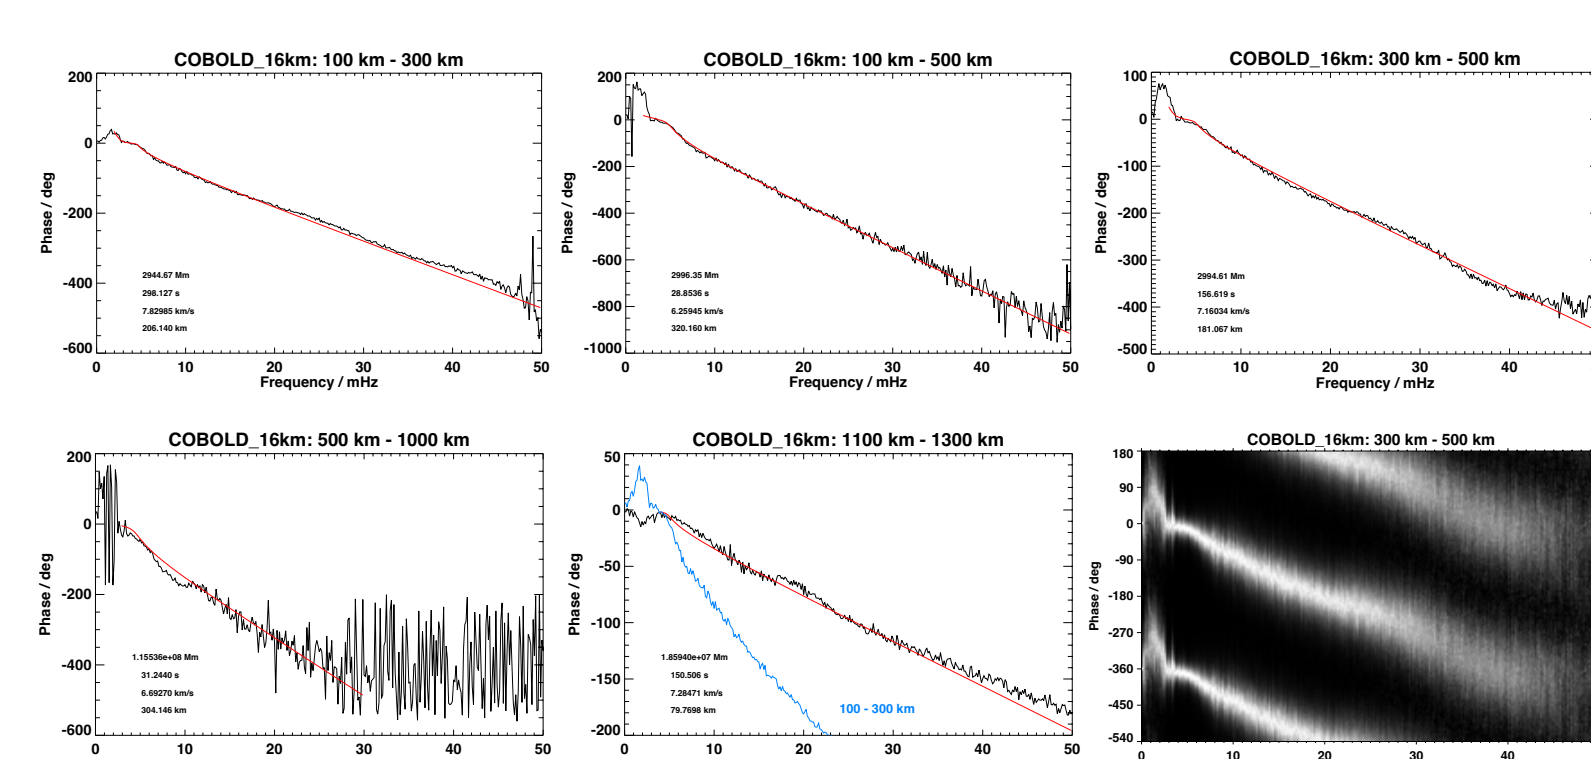 COBOLD_16km: 100 km - 300 km
200
0
-200
-400
-600
Phase / deg
2944.67 Mm
298.127 s
7.82985 km/s
206.140 km
0 10 20 30 40 50
Frequency / mHz
COBOLD_16km: 100 km - 500 km
200
0
-200
-400
-600
-800
-1000
Phase / deg
2996.35 Mm
28.8536 s
6.25945 km/s
320.160 km
0 10 20 30 40 50
Frequency / mHz
COBOLD_16km: 300 km - 500 km
100
0
-100
-200
-300
-400
-500
Phase / deg
2994.61 Mm
156.619 s
7.16034 km/s
181.067 km
0 10 20 30 40
Frequency / mHz
COBOLD_16km: 500 km - 1000 km
200
0
-200
-400
-600
Phase / deg
1.15536e+08 Mm
31.2440 s
6.69270 km/s
304.146 km
0 10 20 30 40 50
COBOLD_16km: 1100 km - 1300 km
50
0
-50
-100
-150
-200
Phase / deg
1.85940e+07 Mm
150.506 s
7.28471 km/s
79.7698 km
100 - 300 km
0 10 20 30 40 50
COBOLD_16km: 300 km - 500 km
180
90
0
-90
-180
-270
-360
-450
-540
Phase / deg
0 10 20 30 40